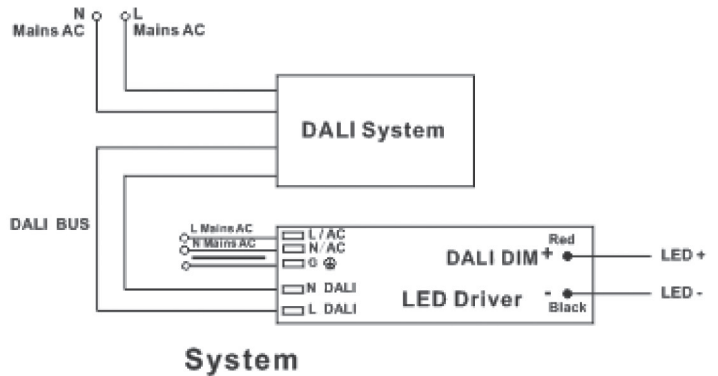 N L
Mains AC Mains AC
DALI System
DALI BUS
L Mains AC
N Mains AC
L/AC
N/AC
G
N DALI
L DALI
DALI DIM
LED Driver
+ Red
- Black
LED +
LED -
System